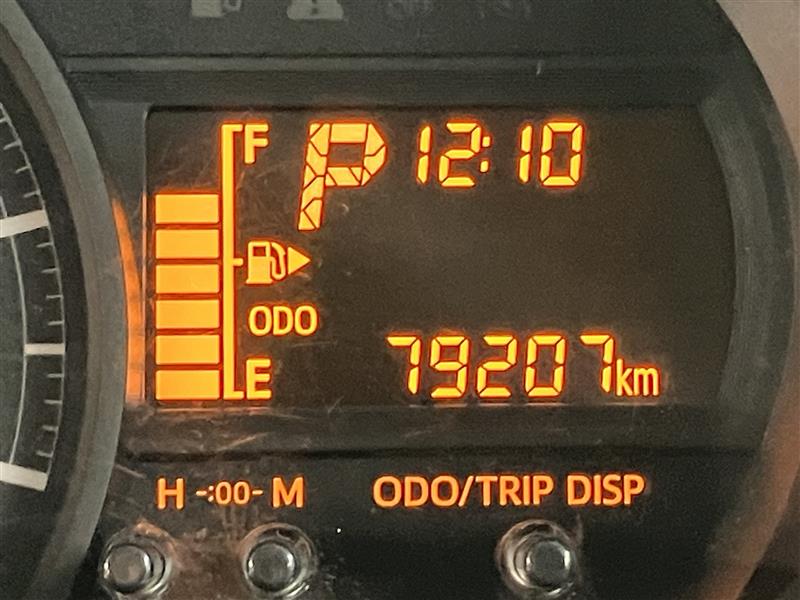 F
P 12:10
ODO
E
79207km
H -:00- M
ODO/TRIP DISP